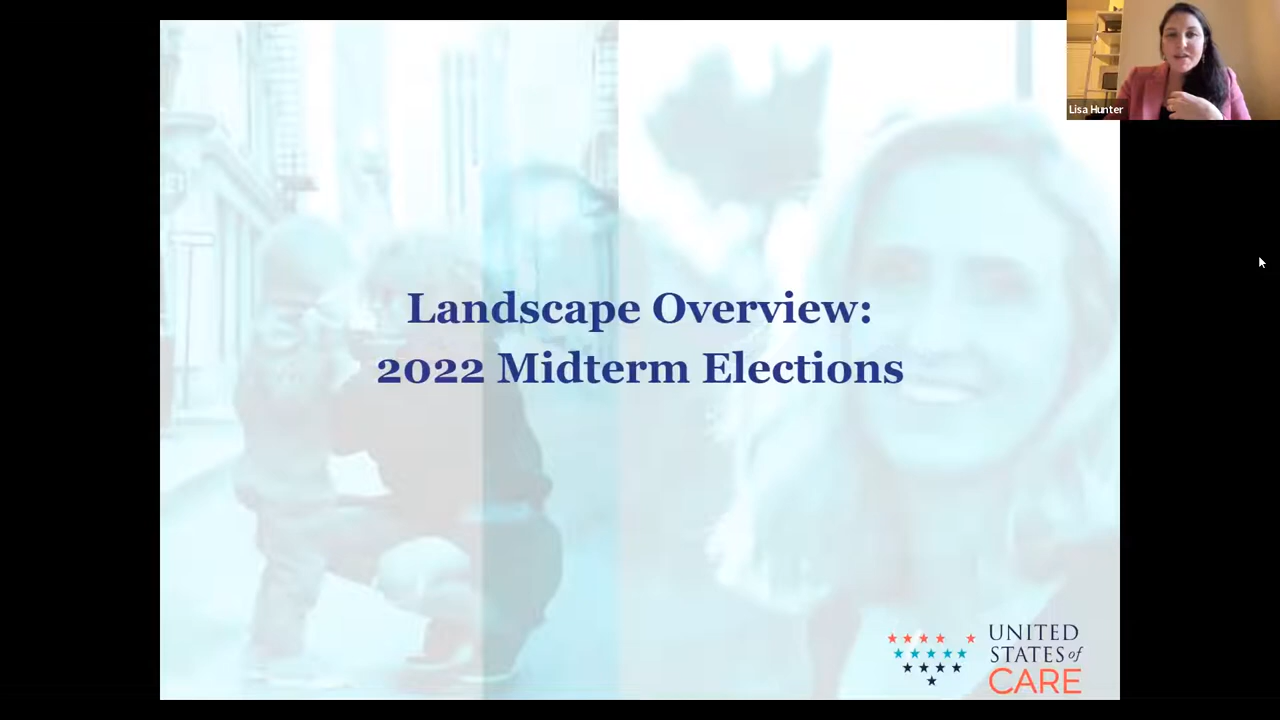 Lisa Hunter
Landscape Overview:
2022 Midterm Elections
UNITED
STATES of
CARE